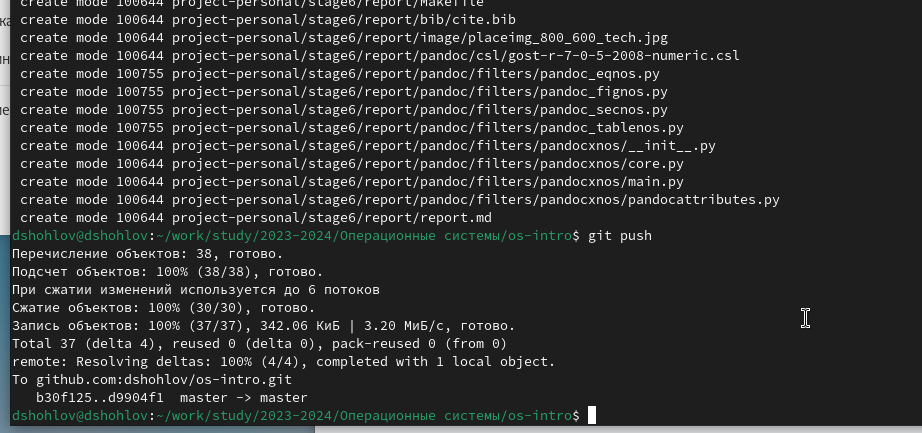 create mode 100644 project-personal/stage6/report/Makefile
create mode 100644 project-personal/stage6/report/bib/cite.bib
create mode 100644 project-personal/stage6/report/image/placeimg_800_600_tech.jpg
create mode 100644 project-personal/stage6/report/pandoc/csl/gost-r-7-0-5-2008-numeric.csl
create mode 100755 project-personal/stage6/report/pandoc/filters/pandoc_eqnos.py
create mode 100755 project-personal/stage6/report/pandoc/filters/pandoc_fignos.py
create mode 100755 project-personal/stage6/report/pandoc/filters/pandoc_secnos.py
create mode 100755 project-personal/stage6/report/pandoc/filters/pandoc_tablenos.py
create mode 100644 project-personal/stage6/report/pandoc/filters/pandocxnos/__init__.py
create mode 100644 project-personal/stage6/report/pandoc/filters/pandocxnos/core.py
create mode 100644 project-personal/stage6/report/pandoc/filters/pandocxnos/main.py
create mode 100644 project-personal/stage6/report/pandoc/filters/pandocxnos/pandocattributes.py
create mode 100644 project-personal/stage6/report/report.md
dshohlov@dshohlov:~/work/study/2023-2024/Операционные системы/os-intro$ git push
Перечисление объектов: 38, готово.
Подсчет объектов: 100% (38/38), готово.
При сжатии изменений используется до 6 потоков
Сжатие объектов: 100% (30/30), готово.
Запись объектов: 100% (37/37), 342.06 КиБ | 3.20 МиБ/с, готово.
Total 37 (delta 4), reused 0 (delta 0), pack-reused 0 (from 0)
remote: Resolving deltas: 100% (4/4), completed with 1 local object.
To github.com:dshohlov/os-intro.git
b30f125..d9904f1  master -> master
dshohlov@dshohlov:~/work/study/2023-2024/Операционные системы/os-intro$